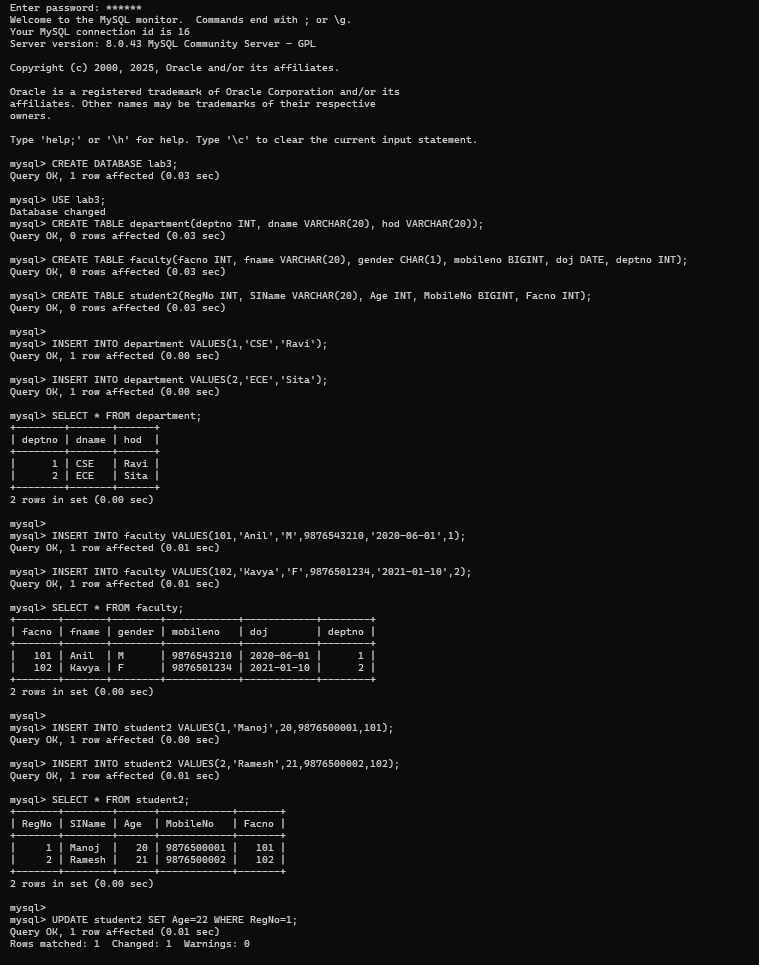 Enter password: ******
Welcome to the MySQL monitor.  Commands end with ; or \g.
Your MySQL connection id is 16
Server version: 8.0.43 MySQL Community Server - GPL

Copyright (c) 2000, 2025, Oracle and/or its affiliates.

Oracle is a registered trademark of Oracle Corporation and/or its
affiliates. Other names may be trademarks of their respective
owners.

Type 'help;' or '\h' for help. Type '\c' to clear the current input statement.

mysql> CREATE DATABASE lab3;
Query OK, 1 row affected (0.03 sec)

mysql> USE lab3;
Database changed
mysql> CREATE TABLE department(deptno INT, dname VARCHAR(20), hod VARCHAR(20));
Query OK, 0 rows affected (0.03 sec)

mysql> CREATE TABLE faculty(facno INT, fname VARCHAR(20), gender CHAR(1), mobileno BIGINT, doj DATE, deptno INT);
Query OK, 0 rows affected (0.03 sec)

mysql> CREATE TABLE student2(RegNo INT, SIName VARCHAR(20), Age INT, MobileNo BIGINT, Facno INT);
Query OK, 0 rows affected (0.03 sec)

mysql>
mysql> INSERT INTO department VALUES(1,'CSE','Ravi');
Query OK, 1 row affected (0.00 sec)

mysql> INSERT INTO department VALUES(2,'ECE','Sita');
Query OK, 1 row affected (0.00 sec)

mysql> SELECT * FROM department;
+--------+-------+------+
| deptno | dname | hod  |
+--------+-------+------+
|      1 | CSE   | Ravi |
|      2 | ECE   | Sita |
+--------+-------+------+
2 rows in set (0.00 sec)

mysql>
mysql> INSERT INTO faculty VALUES(101,'Anil','M',9876543210,'2020-06-01',1);
Query OK, 1 row affected (0.01 sec)

mysql> INSERT INTO faculty VALUES(102,'Kavya','F',9876501234,'2021-01-10',2);
Query OK, 1 row affected (0.01 sec)

mysql> SELECT * FROM faculty;
+-------+-------+--------+------------+------------+--------+
| facno | fname | gender | mobileno   | doj        | deptno |
+-------+-------+--------+------------+------------+--------+
|   101 | Anil  | M      | 9876543210 | 2020-06-01 |      1 |
|   102 | Kavya | F      | 9876501234 | 2021-01-10 |      2 |
+-------+-------+--------+------------+------------+--------+
2 rows in set (0.00 sec)

mysql>
mysql> INSERT INTO student2 VALUES(1,'Manoj',20,9876500001,101);
Query OK, 1 row affected (0.00 sec)

mysql> INSERT INTO student2 VALUES(2,'Ramesh',21,9876500002,102);
Query OK, 1 row affected (0.01 sec)

mysql> SELECT * FROM student2;
+-------+--------+------+------------+-------+
| RegNo | SIName | Age  | MobileNo   | Facno |
+-------+--------+------+------------+-------+
|     1 | Manoj  |   20 | 9876500001 |   101 |
|     2 | Ramesh |   21 | 9876500002 |   102 |
+-------+--------+------+------------+-------+
2 rows in set (0.00 sec)

mysql>
mysql> UPDATE student2 SET Age=22 WHERE RegNo=1;
Query OK, 1 row affected (0.01 sec)
Rows matched: 1  Changed: 1  Warnings: 0